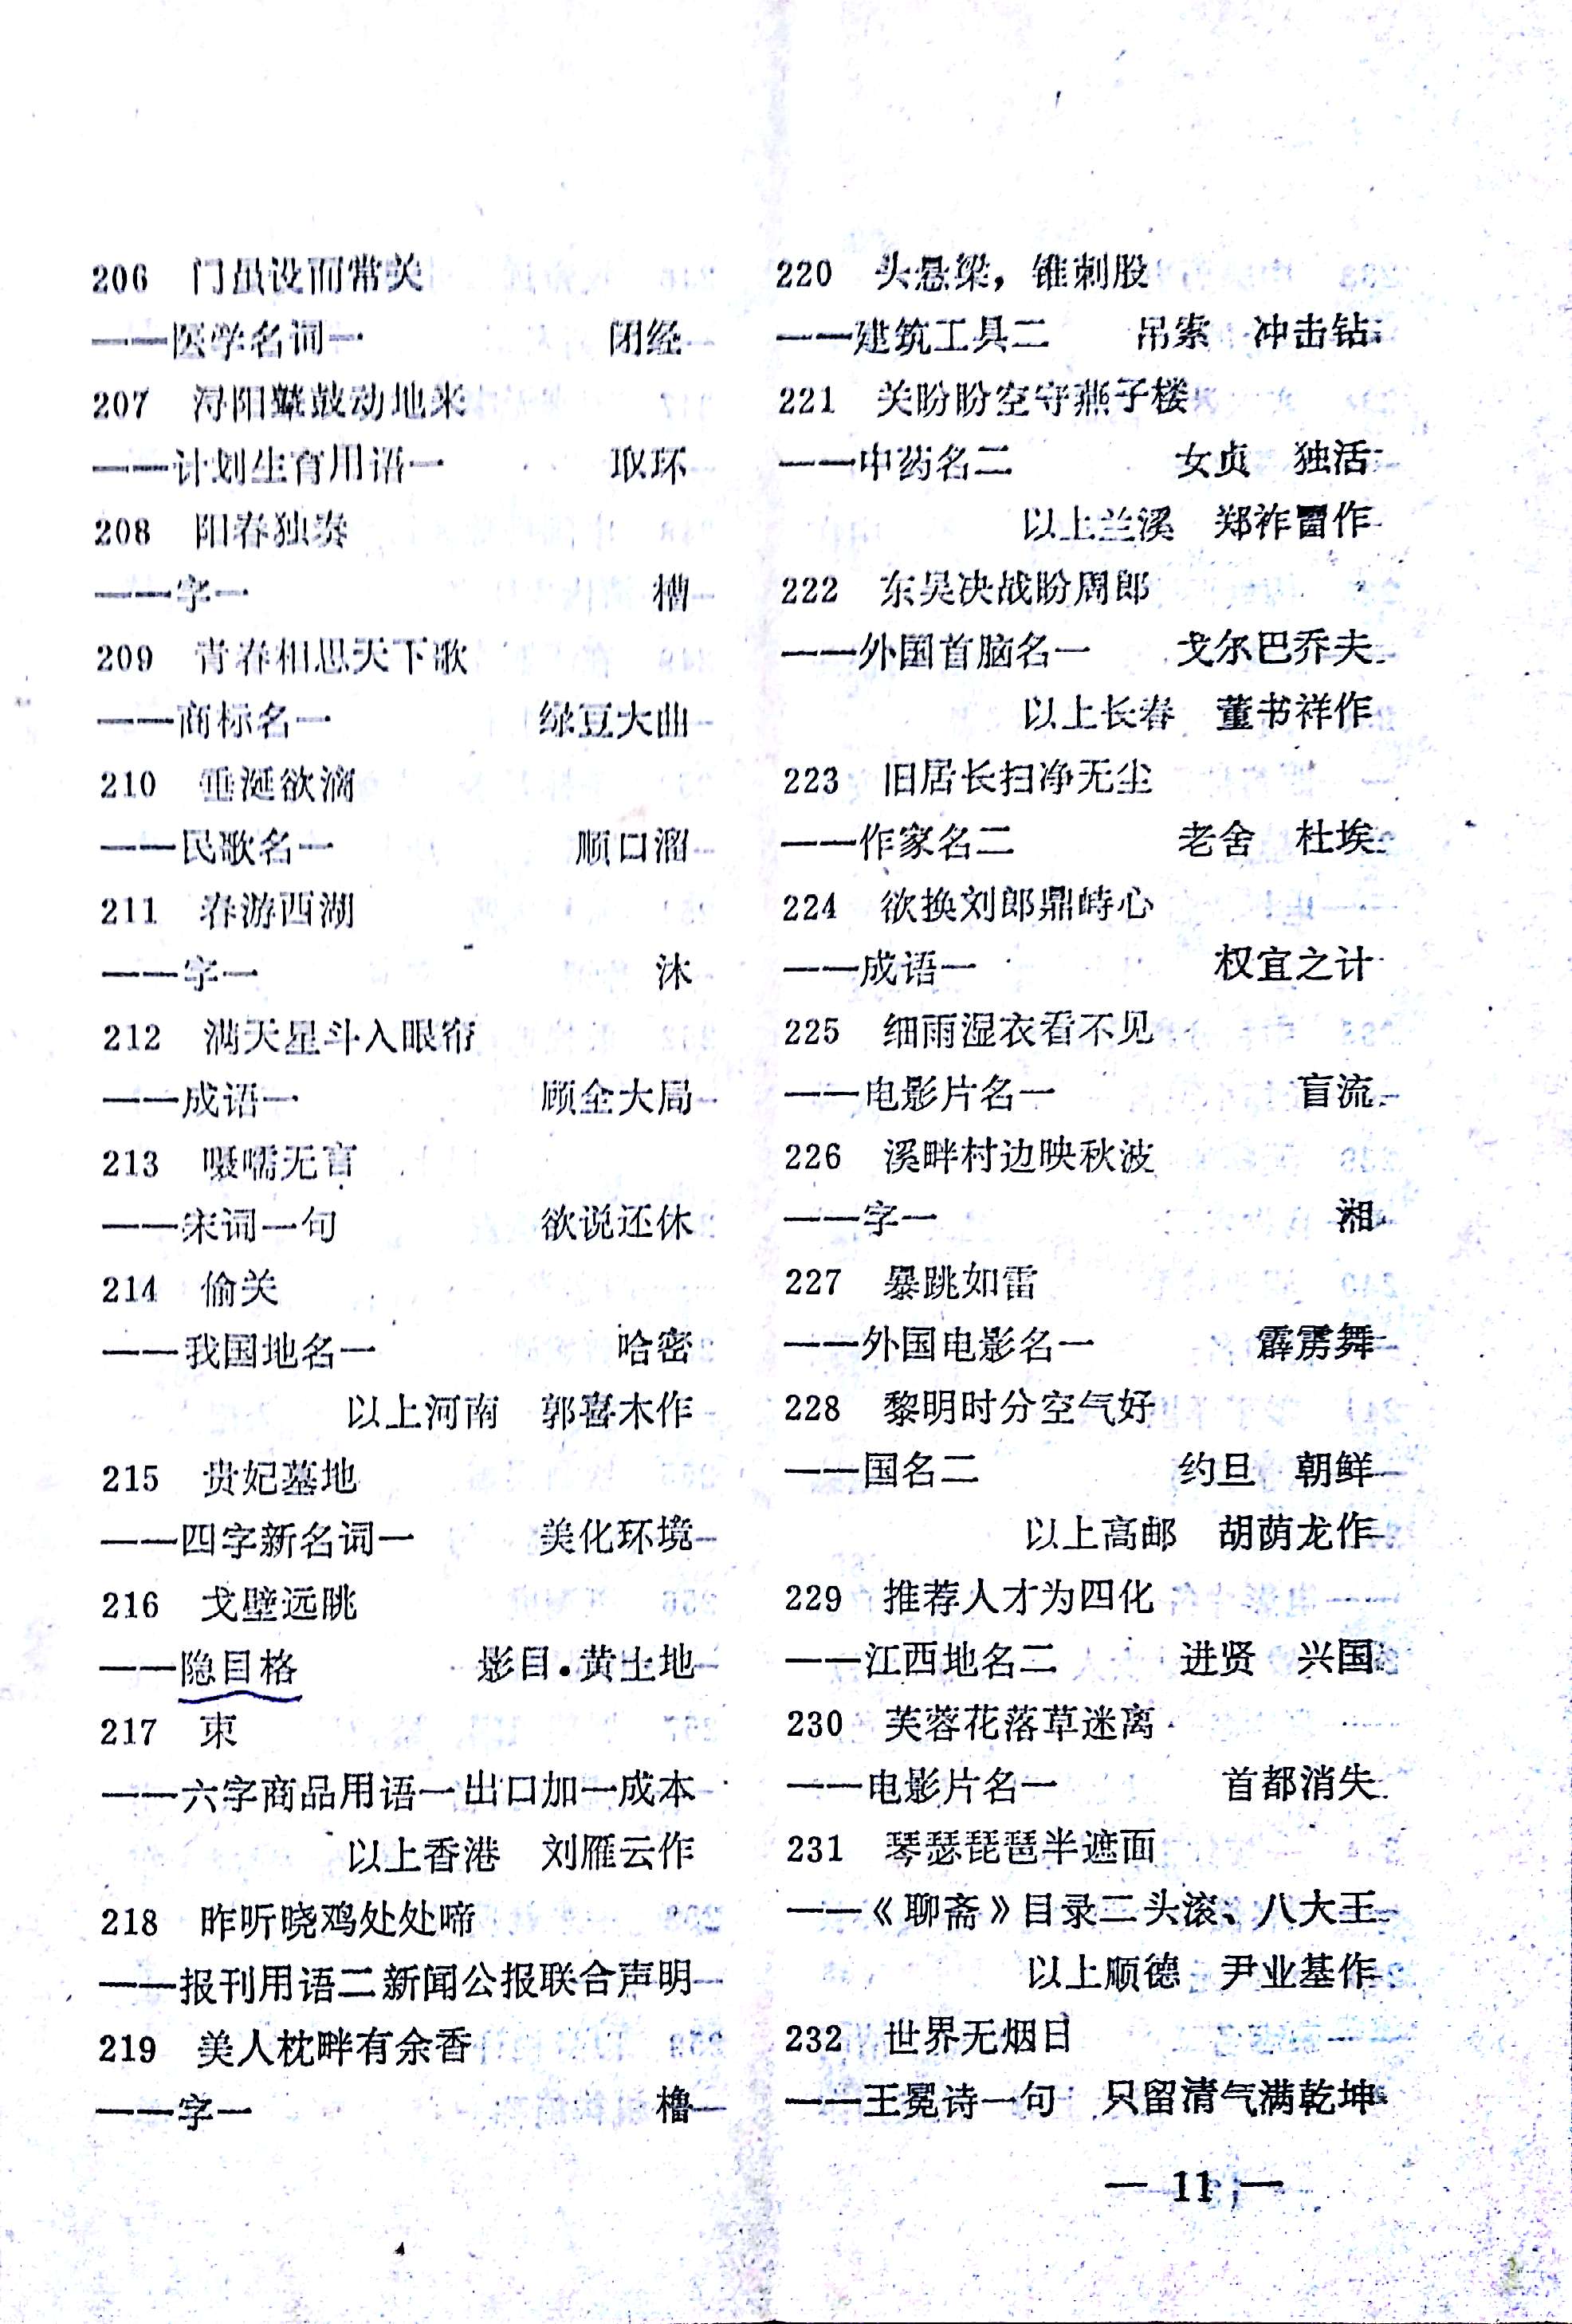 206 门虽设而常关
——医学名词一 闭经
207 浔阳鼙鼓动地来
——计划生育用语一 取环
208 阳春独奏
——字一 槽
209 青春相思天下歌
——商标名一 绿豆大曲
210 垂涎欲滴
——民歌名一 顺口溜
211 春游西湖
——字一 沐
212 满天星斗入眼帘
——成语一 顾全大局
213 嗫嚅无言
——宋词一句 欲说还休
214 偷关
——我国地名一 哈密
以上河南 郭喜木作
215 贵妃墓地
——四字新名词一 美化环境
216 戈壁远眺
——隐目格 影目·黄土地
217 朿
——六字商品用语一 出口加一成本
以上香港 刘雁云作
218 昨听晓鸡处处啼
——报刊用语二 新闻公报联合声明
219 美人枕畔有余香
——字一 橹
220 头悬梁，锥刺股
——建筑工具二 吊索 冲击钻
221 关盼盼空守燕子楼
——中药名二 女贞 独活
以上兰溪 郑祚晋作
222 东吴决战盼周郎
——外国首脑名一 戈尔巴乔夫
以上长春 董书祥作
223 旧居长扫净无尘
——作家名二 老舍 杜埃
224 欲换刘郎鼎峙心
——成语一 权宜之计
225 细雨湿衣看不见
——电影片名一 盲流
226 溪畔村边映秋波
——字一 湘
227 暴跳如雷
——外国电影名一 霹雳舞
228 黎明时分空气好
——国名二 约旦 朝鲜
以上高邮 胡荫龙作
229 推荐人才为四化
——江西地名二 进贤 兴国
230 芙蓉花落草迷离
——电影片名一 首都消失
231 琴瑟琵琶半遮面
——《聊斋》目录二 头滚、八大王
以上顺德 尹业基作
232 世界无烟日
——王冕诗一句 只留清气满乾坤
— 11 —